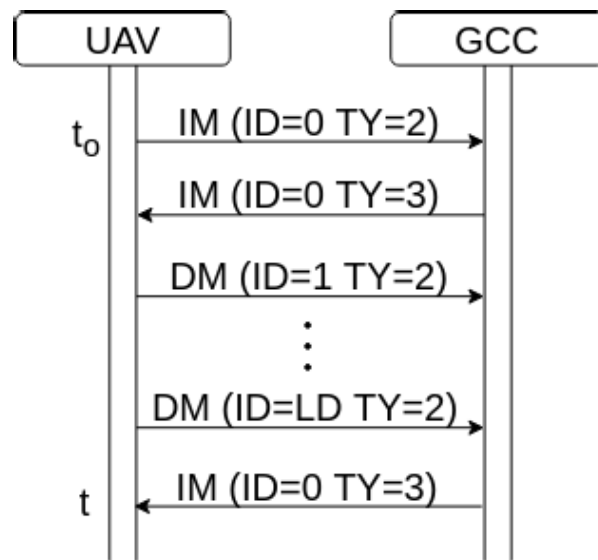 UAV GCC
t₀ IM (ID=0 TY=2)
IM (ID=0 TY=3)
DM (ID=1 TY=2)
DM (ID=LD TY=2)
t IM (ID=0 TY=3)